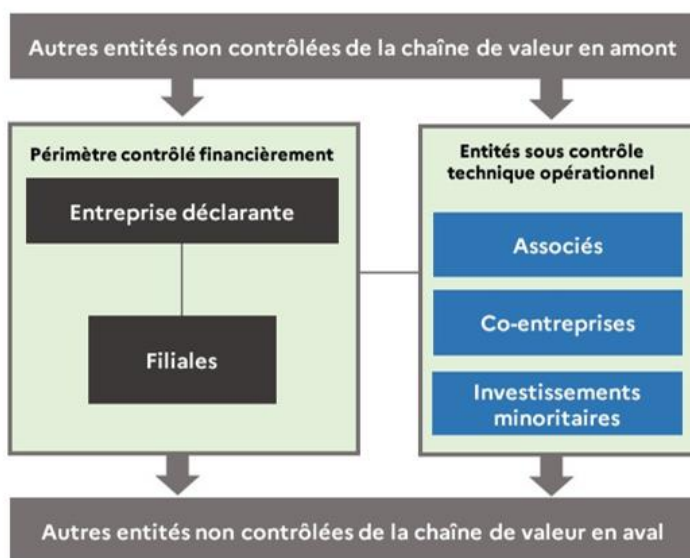 Autres entités non contrôlées de la chaîne de valeur en amont
Périmètre contrôlé financièrement
Entreprise déclarante
Filiales
Entités sous contrôle
technique opérationnel
Associés
Co-entreprises
Investissements
minoritaires
Autres entités non contrôlées de la chaîne de valeur en aval